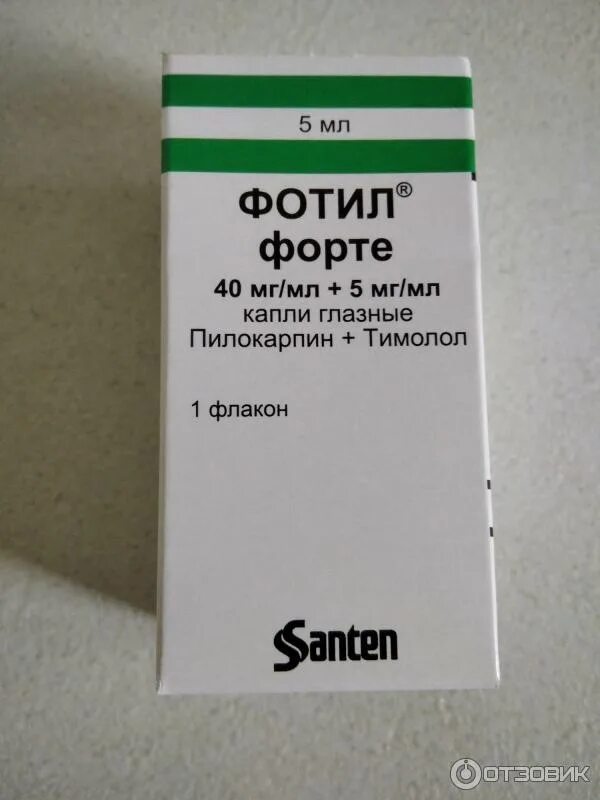 5 мл
ФОТИЛ®
форте
40 мг/мл + 5 мг/мл
капли глазные
Пилокарпин + Тимолол
1 флакон
Santen
ОТЗОВИК